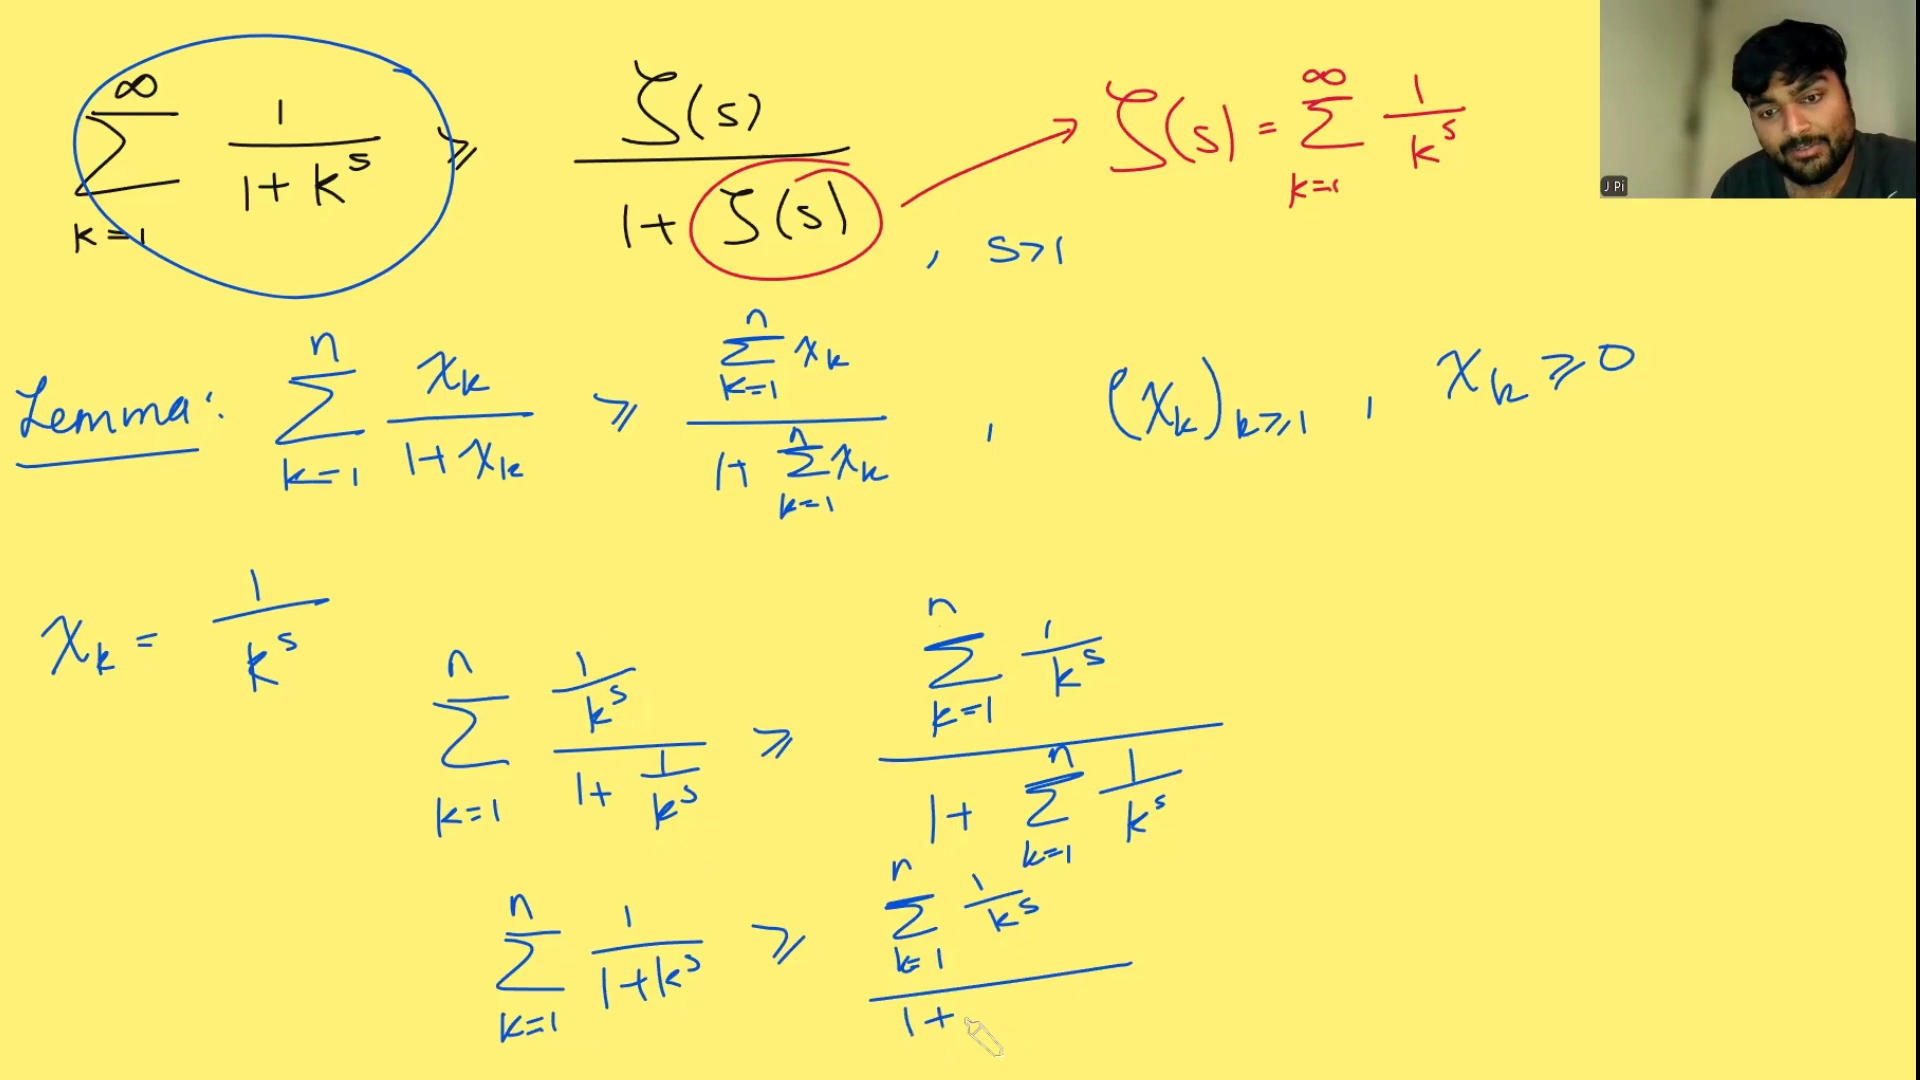 ∑_{k=1}^{∞} 1/(1+k^s) ⩾ ζ(s)/(1+ζ(s)) , s>1
ζ(s) = ∑_{k=1}^{∞} 1/k^s
J Pi
Lemma: ∑_{k=1}^{n} x_k/(1+x_k) ⩾ (∑_{k=1}^{n} x_k)/(1+∑_{k=1}^{n} x_k) , (x_k)_{k⩾1} , x_k ⩾ 0
x_k = 1/k^s
∑_{k=1}^{n} (1/k^s)/(1+1/k^s) ⩾ (∑_{k=1}^{n} 1/k^s)/(1+∑_{k=1}^{n} 1/k^s)
∑_{k=1}^{n} 1/(1+k^s) ⩾ (∑_{k=1}^{n} 1/k^s)/(1+